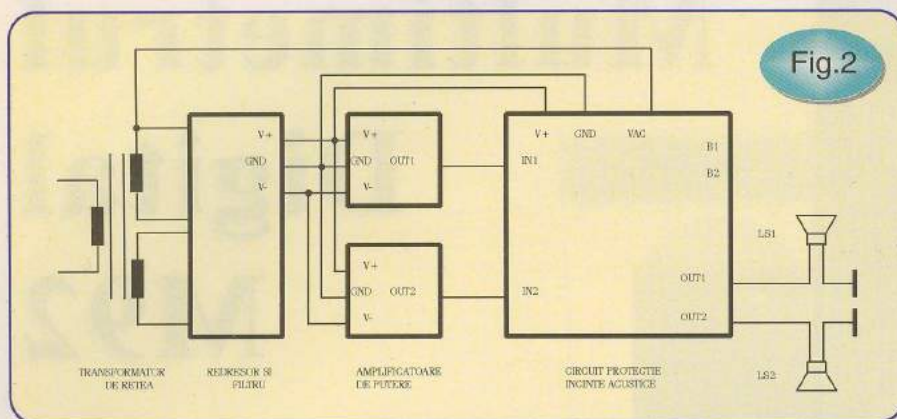 Fig.2
V+
GND
V-
V+
GND
OUT1
V-
V+
GND
OUT2
V-
V+
GND
VAC
IN1
IN2
B1
B2
OUT1
OUT2
LS1
LS2
TRANSFORMATOR
DE RETEA
REDRESOR SI
FILTRU
AMPLIFICATOARE
DE PUTERE
CIRCUIT PROTECTIE
INCINTE AGUSTICE